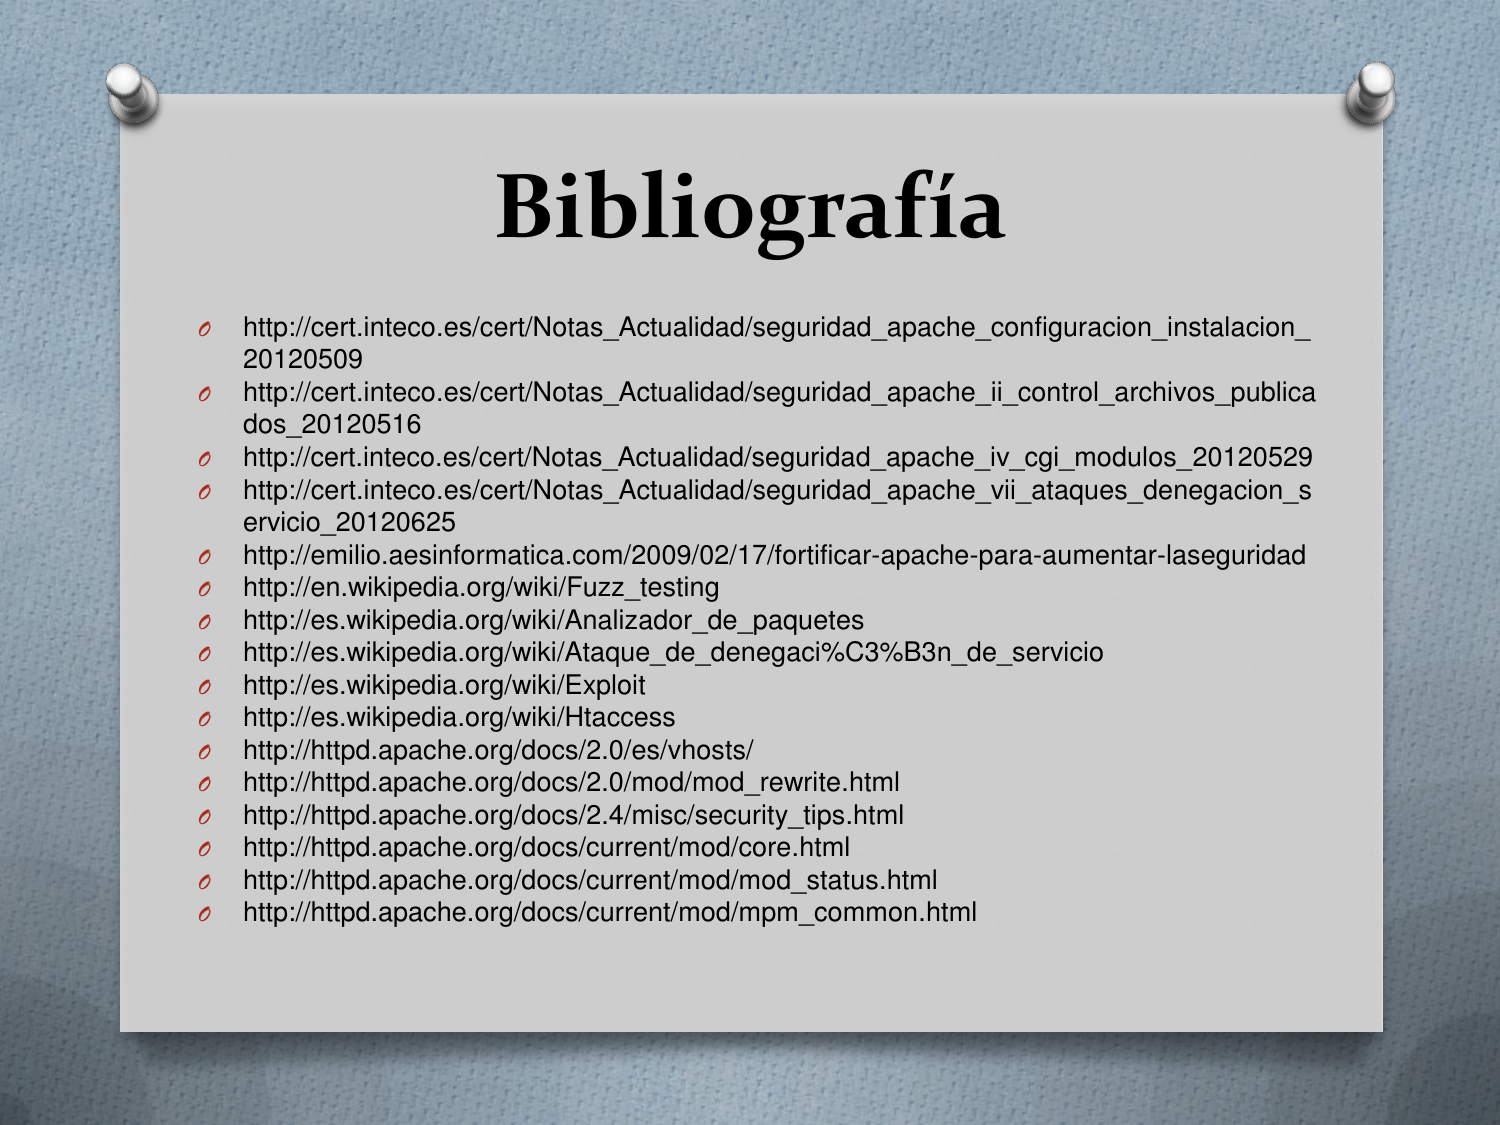 Bibliografía
http://cert.inteco.es/cert/Notas_Actualidad/seguridad_apache_configuracion_instalacion_
20120509
http://cert.inteco.es/cert/Notas_Actualidad/seguridad_apache_ii_control_archivos_publica
dos_20120516
http://cert.inteco.es/cert/Notas_Actualidad/seguridad_apache_iv_cgi_modulos_20120529
http://cert.inteco.es/cert/Notas_Actualidad/seguridad_apache_vii_ataques_denegacion_s
ervicio_20120625
http://emilio.aesinformatica.com/2009/02/17/fortificar-apache-para-aumentar-laseguridad
http://en.wikipedia.org/wiki/Fuzz_testing
http://es.wikipedia.org/wiki/Analizador_de_paquetes
http://es.wikipedia.org/wiki/Ataque_de_denegaci%C3%B3n_de_servicio
http://es.wikipedia.org/wiki/Exploit
http://es.wikipedia.org/wiki/Htaccess
http://httpd.apache.org/docs/2.0/es/vhosts/
http://httpd.apache.org/docs/2.0/mod/mod_rewrite.html
http://httpd.apache.org/docs/2.4/misc/security_tips.html
http://httpd.apache.org/docs/current/mod/core.html
http://httpd.apache.org/docs/current/mod/mod_status.html
http://httpd.apache.org/docs/current/mod/mpm_common.html